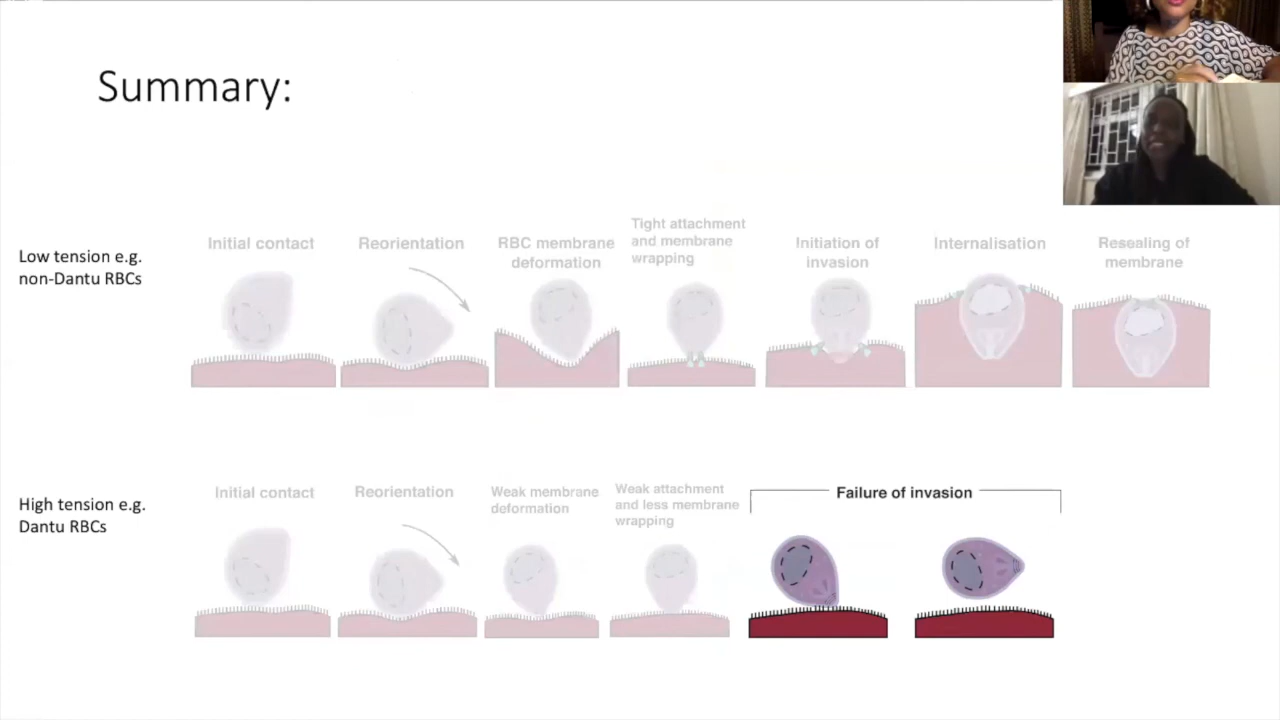 Summary:
Low tension e.g.
non-Dantu RBCs
Initial contact
Reorientation
RBC membrane
deformation
Tight attachment
and membrane
wrapping
Initiation of
invasion
Internalisation
Resealing of
membrane
High tension e.g.
Dantu RBCs
Initial contact
Reorientation
Weak membrane
deformation
Weak attachment
and less membrane
wrapping
Failure of invasion